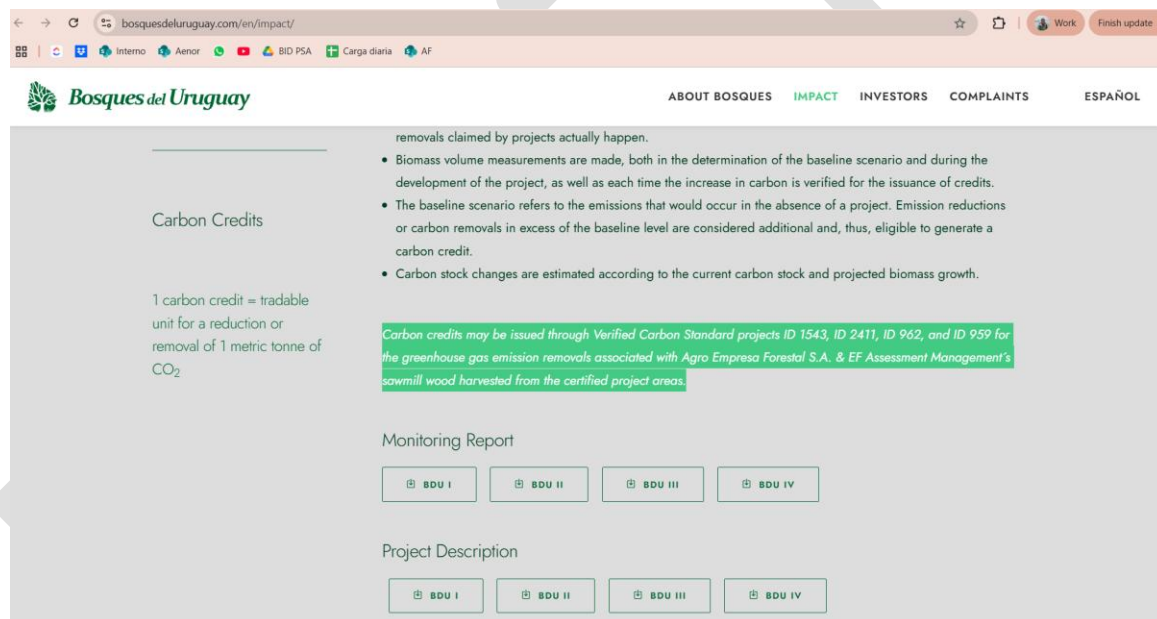 bosquesdeluruguay.com/en/impact/
Work
Finish update
Interno
Aenor
BID PSA
Carga diaria
AF
Bosques del Uruguay
ABOUT BOSQUES
IMPACT
INVESTORS
COMPLAINTS
ESPAÑOL
removals claimed by projects actually happen.
• Biomass volume measurements are made, both in the determination of the baseline scenario and during the
development of the project, as well as each time the increase in carbon is verified for the issuance of credits.
• The baseline scenario refers to the emissions that would occur in the absence of a project. Emission reductions
or carbon removals in excess of the baseline level are considered additional and, thus, eligible to generate a
carbon credit.
• Carbon stock changes are estimated according to the current carbon stock and projected biomass growth.
Carbon Credits
1 carbon credit = tradable
unit for a reduction or
removal of 1 metric tonne of
CO₂
Carbon credits may be issued through Verified Carbon Standard projects ID 1543, ID 2411, ID 962, and ID 959 for
the greenhouse gas emission removals associated with Agro Empresa Forestal S.A. & EF Assessment Management´s
sawmill wood harvested from the certified project areas.
Monitoring Report
BDU I
BDU II
BDU III
BDU IV
Project Description
BDU I
BDU II
BDU III
BDU IV